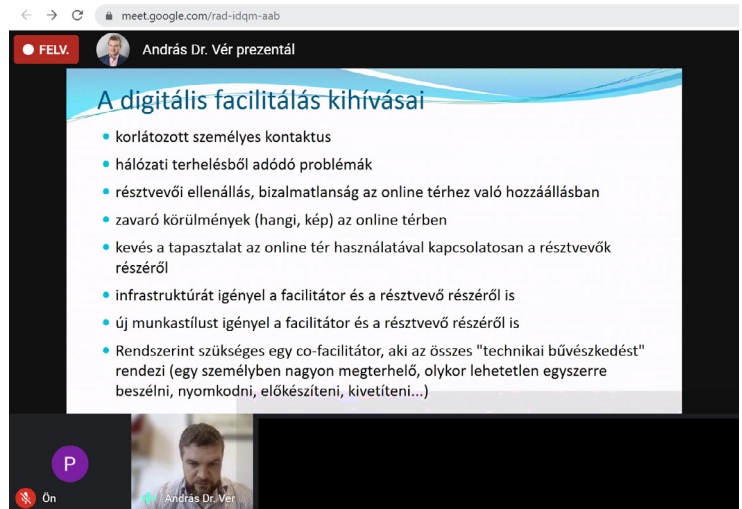 meet.google.com/rad-idqm-aab
FELV.
András Dr. Vér prezentál
A digitális facilitálás kihívásai
korlátozott személyes kontaktus
hálózati terhelésből adódó problémák
résztvevői ellenállás, bizalmatlanság az online térhez való hozzáállásban
zavaró körülmények (hangi, kép) az online térben
kevés a tapasztalat az online tér használatával kapcsolatosan a résztvevők
részéről
infrastruktúrát igényel a facilitátor és a résztvevő részéről is
új munkastílust igényel a facilitátor és a résztvevő részéről is
Rendszerint szükséges egy co-facilitátor, aki az összes "technikai bűvészkedést"
rendezi (egy személyben nagyon megterhelő, olykor lehetetlen egyszerre
beszélni, nyomkodni, előkészíteni, kivetíteni...)
P
Ön
András Dr. Vér